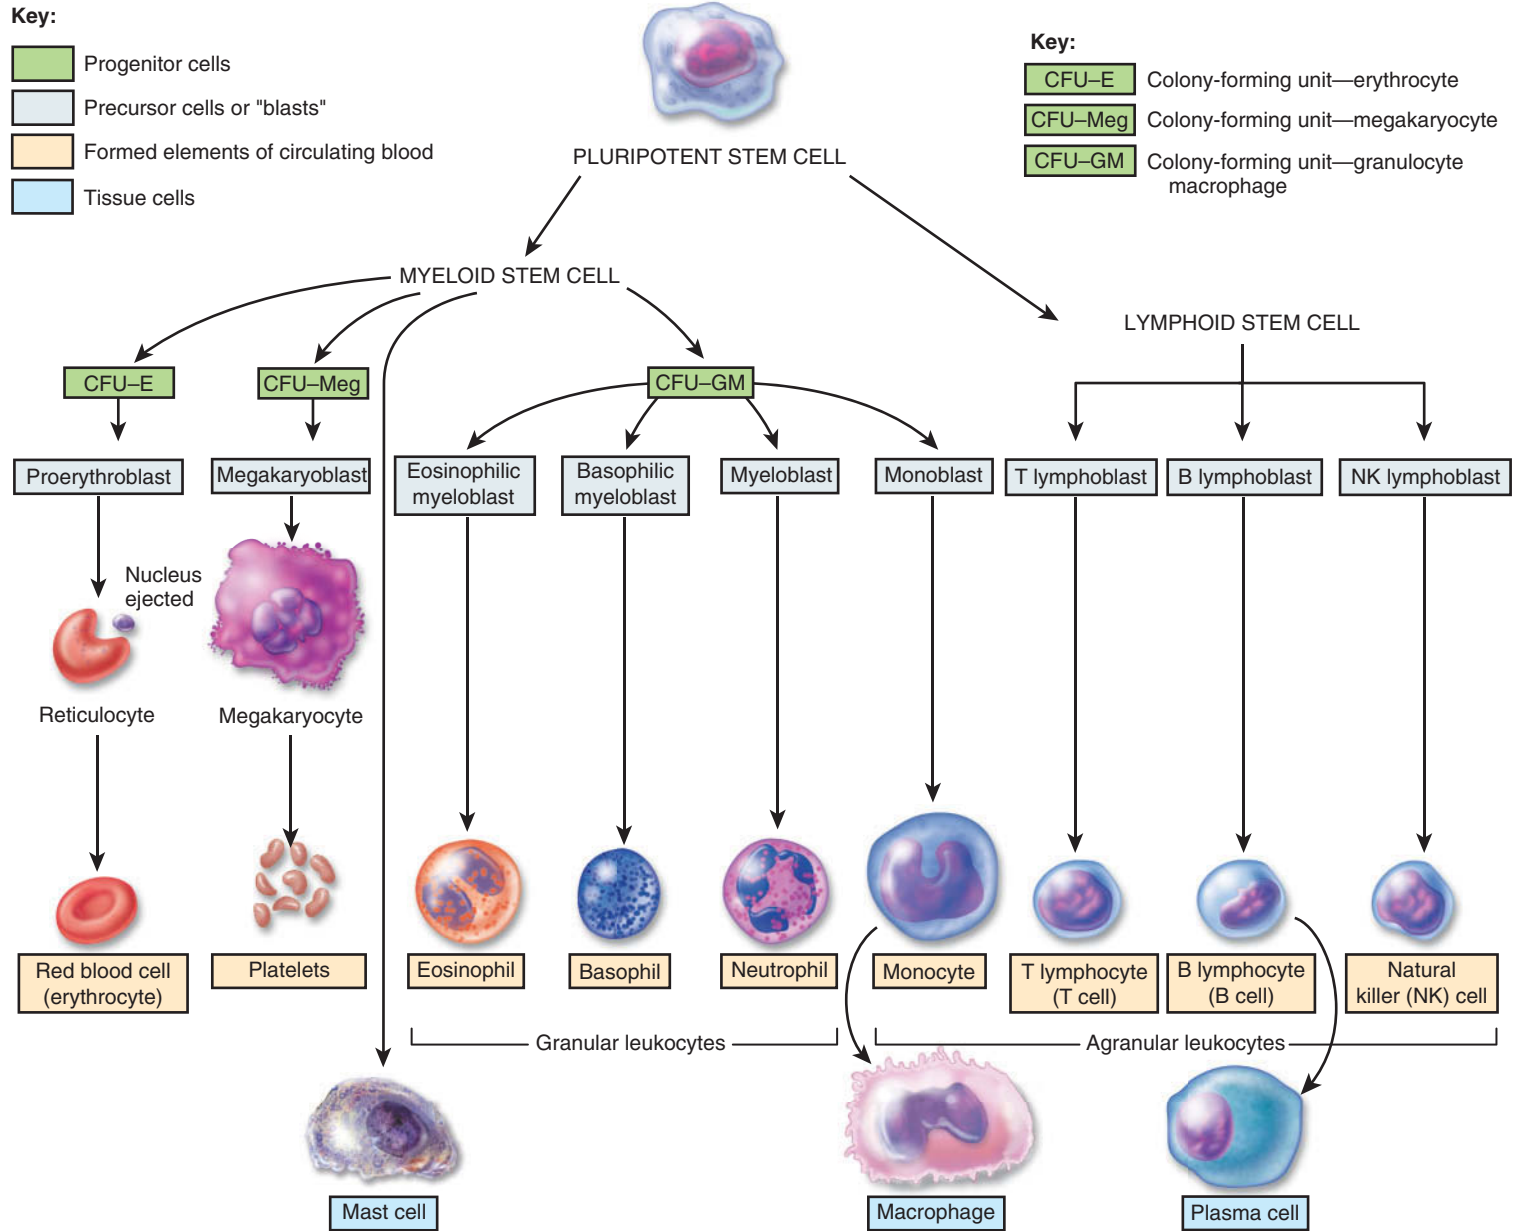 Key:
Progenitor cells
Precursor cells or "blasts"
Formed elements of circulating blood
Tissue cells
Key:
CFU–E Colony-forming unit—erythrocyte
CFU–Meg Colony-forming unit—megakaryocyte
CFU–GM Colony-forming unit—granulocyte
macrophage
PLURIPOTENT STEM CELL
MYELOID STEM CELL
LYMPHOID STEM CELL
CFU–E
CFU–Meg
CFU–GM
Proerythroblast
Megakaryoblast
Eosinophilic
myeloblast
Basophilic
myeloblast
Myeloblast
Monoblast
T lymphoblast
B lymphoblast
NK lymphoblast
Nucleus
ejected
Reticulocyte
Megakaryocyte
Red blood cell
(erythrocyte)
Platelets
Eosinophil
Basophil
Neutrophil
Monocyte
T lymphocyte
(T cell)
B lymphocyte
(B cell)
Natural
killer (NK) cell
Granular leukocytes
Agranular leukocytes
Mast cell
Macrophage
Plasma cell